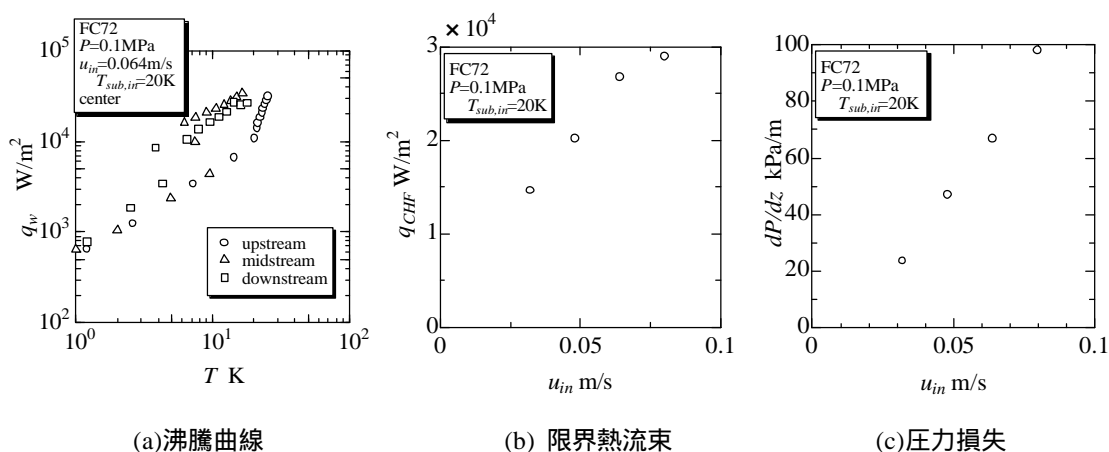 FC72
P=0.1MPa
u_in=0.064m/s
T_sub,in=20K
center
10^5
10^4
10^3
10^2
q_w W/m^2
upstream
midstream
downstream
10^0 10^1 10^2
T K
(a)沸騰曲線
× 10^4
3
2
1
0
q_CHF W/m^2
FC72
P=0.1MPa
T_sub,in=20K
0 0.05 0.1
u_in m/s
(b) 限界熱流束
100
80
60
40
20
0
dP/dz kPa/m
FC72
P=0.1MPa
T_sub,in=20K
0 0.05 0.1
u_in m/s
(c)圧力損失